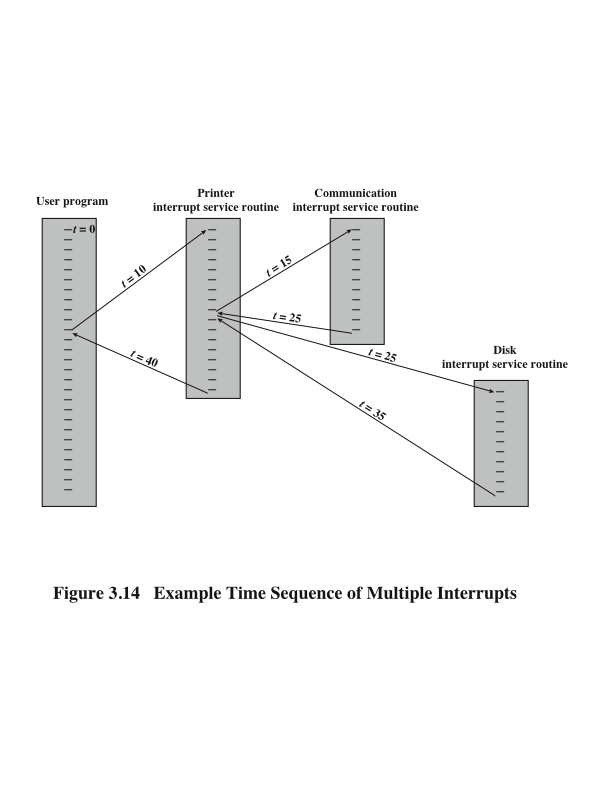 User program
Printer
interrupt service routine
Communication
interrupt service routine
t = 0
t = 10
t = 15
t = 25
t = 40
t = 25
Disk
interrupt service routine
t = 35
Figure 3.14 Example Time Sequence of Multiple Interrupts